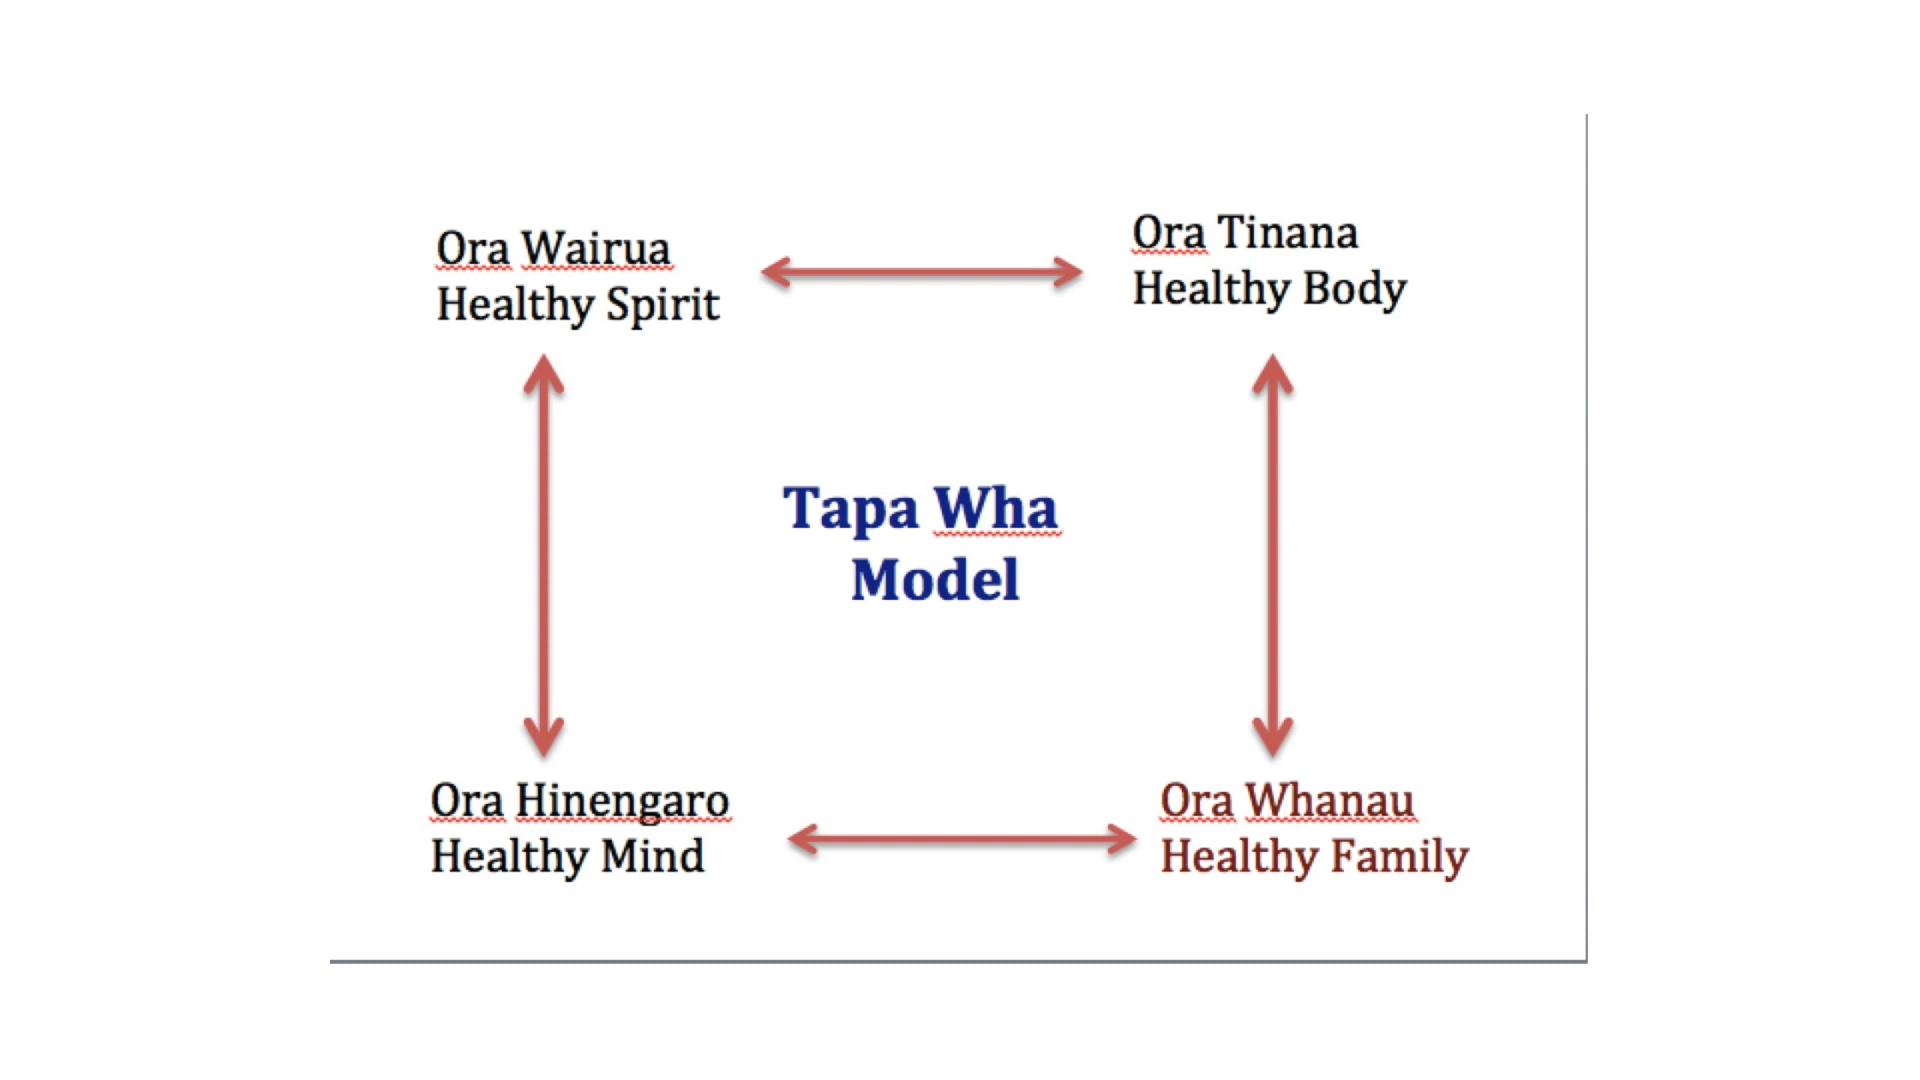 Ora Wairua
Healthy Spirit
Ora Tinana
Healthy Body
Tapa Wha
Model
Ora Hinengaro
Healthy Mind
Ora Whanau
Healthy Family